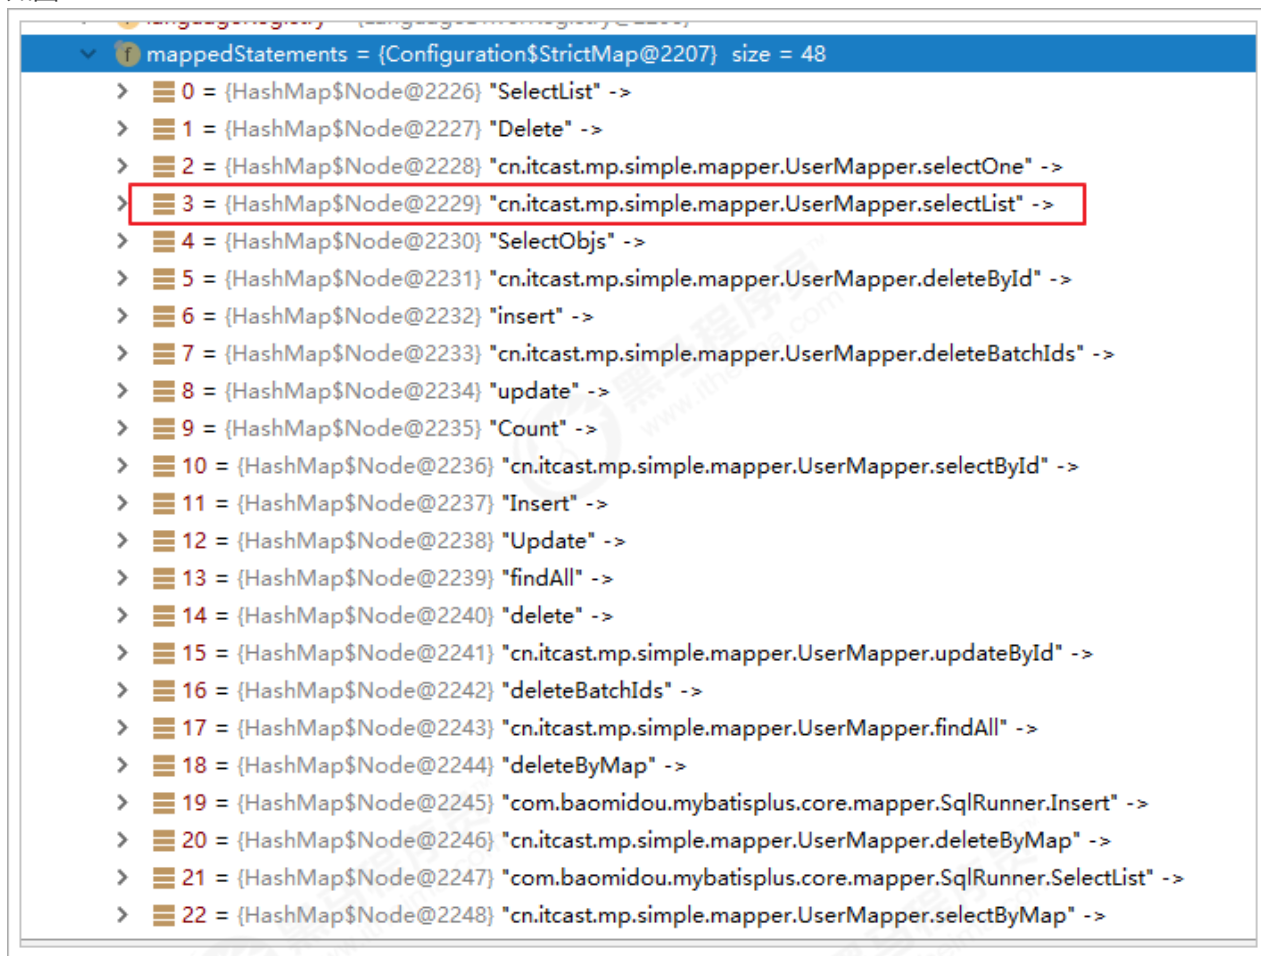 mappedStatements = {Configuration$StrictMap@2207} size = 48
0 = {HashMap$Node@2226} "SelectList" ->
1 = {HashMap$Node@2227} "Delete" ->
2 = {HashMap$Node@2228} "cn.itcast.mp.simple.mapper.UserMapper.selectOne" ->
3 = {HashMap$Node@2229} "cn.itcast.mp.simple.mapper.UserMapper.selectList" ->
4 = {HashMap$Node@2230} "SelectObjs" ->
5 = {HashMap$Node@2231} "cn.itcast.mp.simple.mapper.UserMapper.deleteById" ->
6 = {HashMap$Node@2232} "insert" ->
7 = {HashMap$Node@2233} "cn.itcast.mp.simple.mapper.UserMapper.deleteBatchIds" ->
8 = {HashMap$Node@2234} "update" ->
9 = {HashMap$Node@2235} "Count" ->
10 = {HashMap$Node@2236} "cn.itcast.mp.simple.mapper.UserMapper.selectById" ->
11 = {HashMap$Node@2237} "Insert" ->
12 = {HashMap$Node@2238} "Update" ->
13 = {HashMap$Node@2239} "findAll" ->
14 = {HashMap$Node@2240} "delete" ->
15 = {HashMap$Node@2241} "cn.itcast.mp.simple.mapper.UserMapper.updateById" ->
16 = {HashMap$Node@2242} "deleteBatchIds" ->
17 = {HashMap$Node@2243} "cn.itcast.mp.simple.mapper.UserMapper.findAll" ->
18 = {HashMap$Node@2244} "deleteByMap" ->
19 = {HashMap$Node@2245} "com.baomidou.mybatisplus.core.mapper.SqlRunner.Insert" ->
20 = {HashMap$Node@2246} "cn.itcast.mp.simple.mapper.UserMapper.deleteByMap" ->
21 = {HashMap$Node@2247} "com.baomidou.mybatisplus.core.mapper.SqlRunner.SelectList" ->
22 = {HashMap$Node@2248} "cn.itcast.mp.simple.mapper.UserMapper.selectByMap" ->
黑马程序员
www.itheima.com